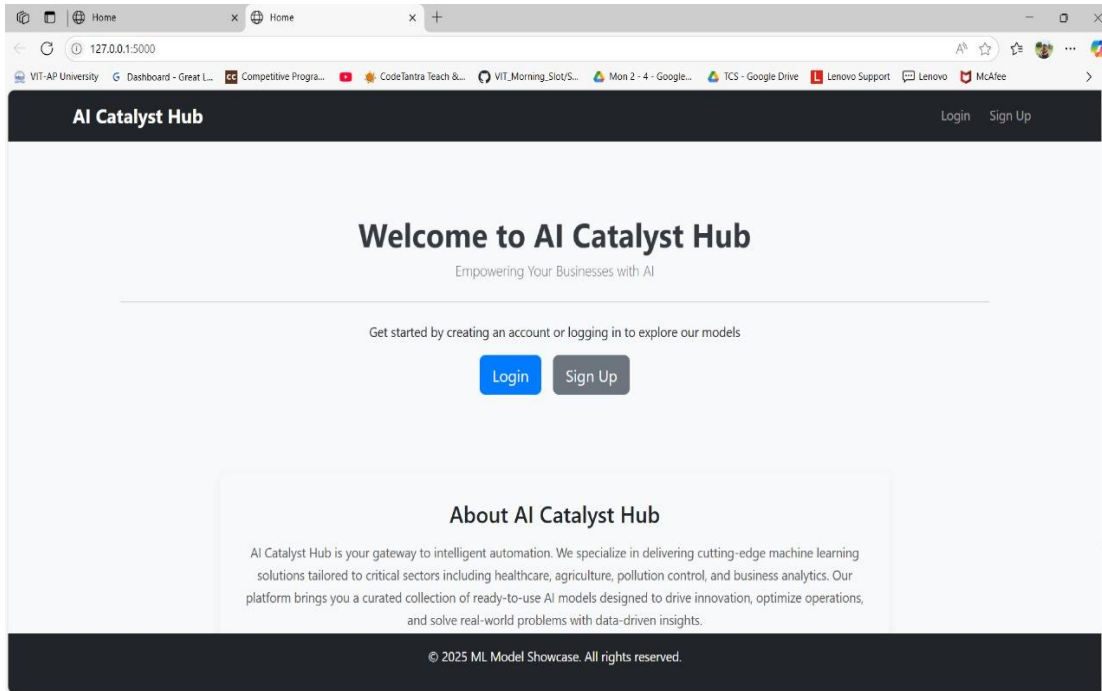 Home
Home
127.0.0.1:5000
VIT-AP University G Dashboard - Great L... CC Competitive Progra... CodeTantra Teach &... VIT_Morning_Slot/S... Mon 2 - 4 - Google... TCS - Google Drive L Lenovo Support Lenovo McAfee
AI Catalyst Hub Login Sign Up
Welcome to AI Catalyst Hub
Empowering Your Businesses with AI
Get started by creating an account or logging in to explore our models
Login Sign Up
About AI Catalyst Hub
AI Catalyst Hub is your gateway to intelligent automation. We specialize in delivering cutting-edge machine learning
solutions tailored to critical sectors including healthcare, agriculture, pollution control, and business analytics. Our
platform brings you a curated collection of ready-to-use AI models designed to drive innovation, optimize operations,
and solve real-world problems with data-driven insights.
© 2025 ML Model Showcase. All rights reserved.